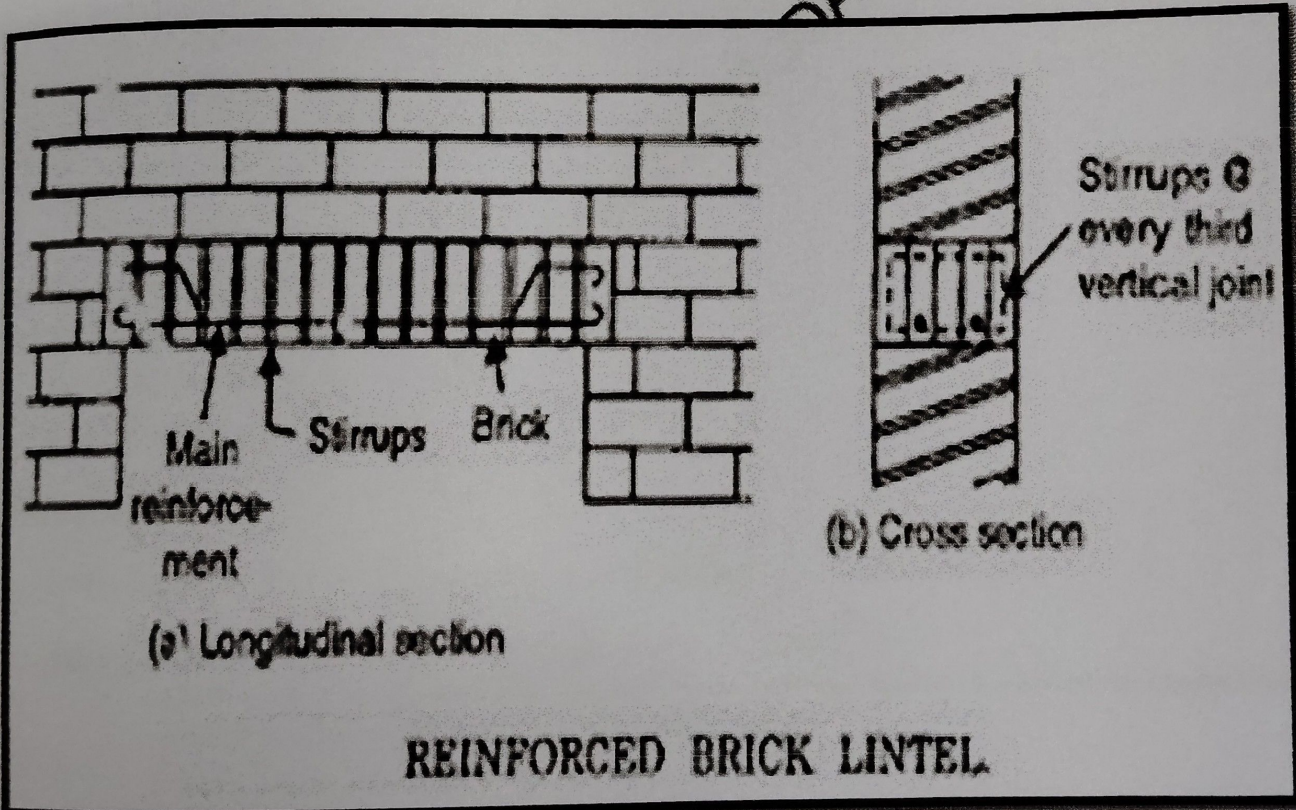 Stirrups @
every third
vertical joint
Main
reinforce-
ment
Stirrups
Brick
(b) Cross section
(a) Longitudinal section
REINFORCED BRICK LINTEL